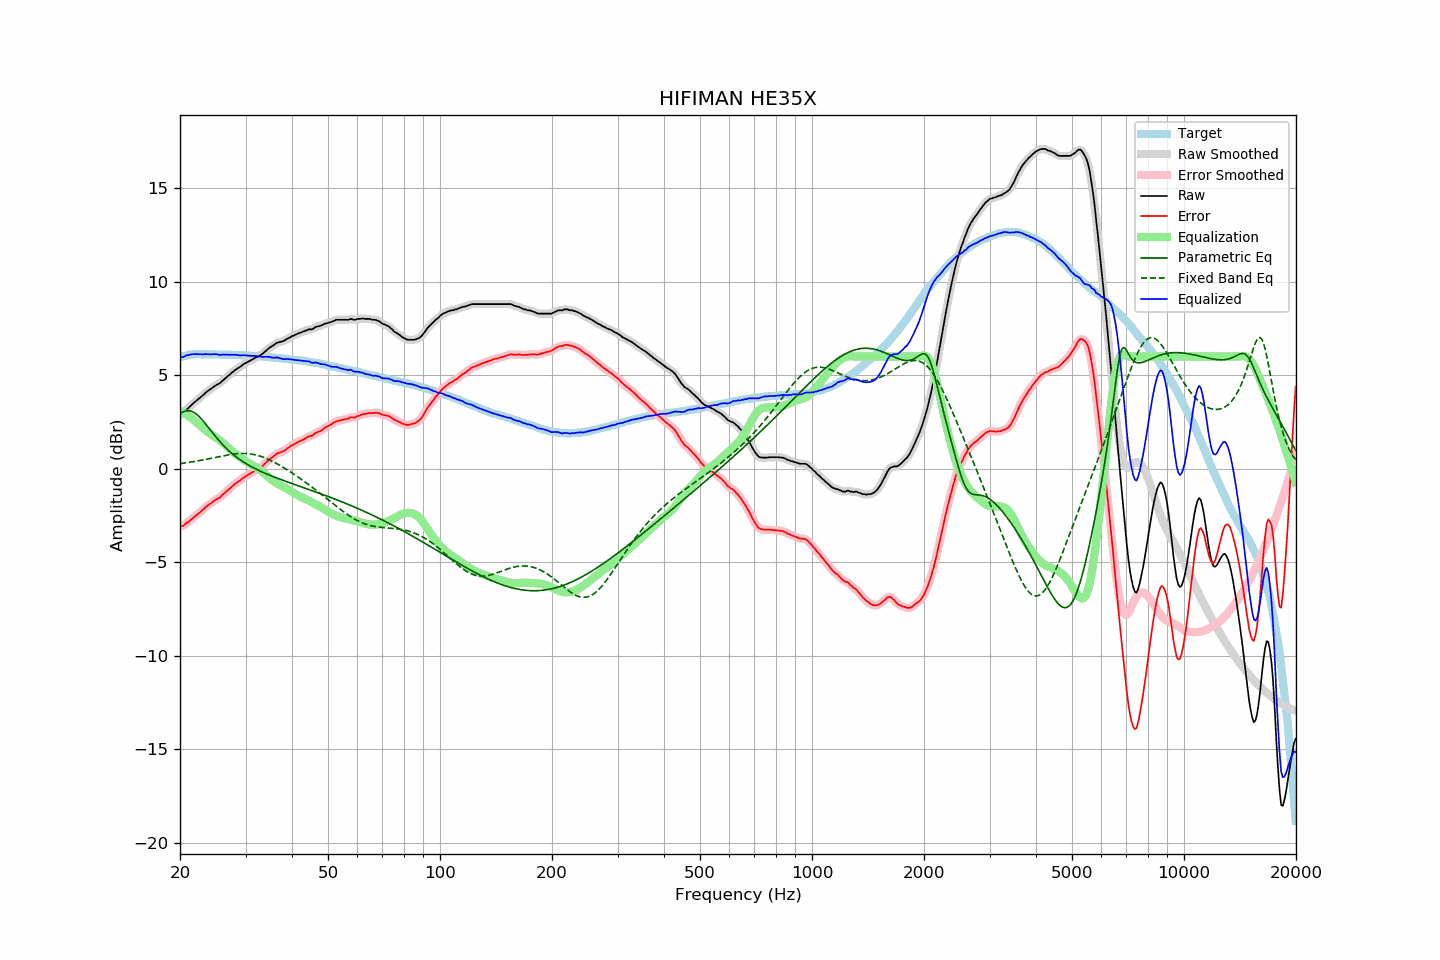 HIFIMAN HE35X
Target
Raw Smoothed
Error Smoothed
Raw
Error
Equalization
Parametric Eq
Fixed Band Eq
Equalized
Amplitude (dBr)
15
10
5
0
−5
−10
−15
−20
20 50 100 200 500 1000 2000 5000 10000 20000
Frequency (Hz)